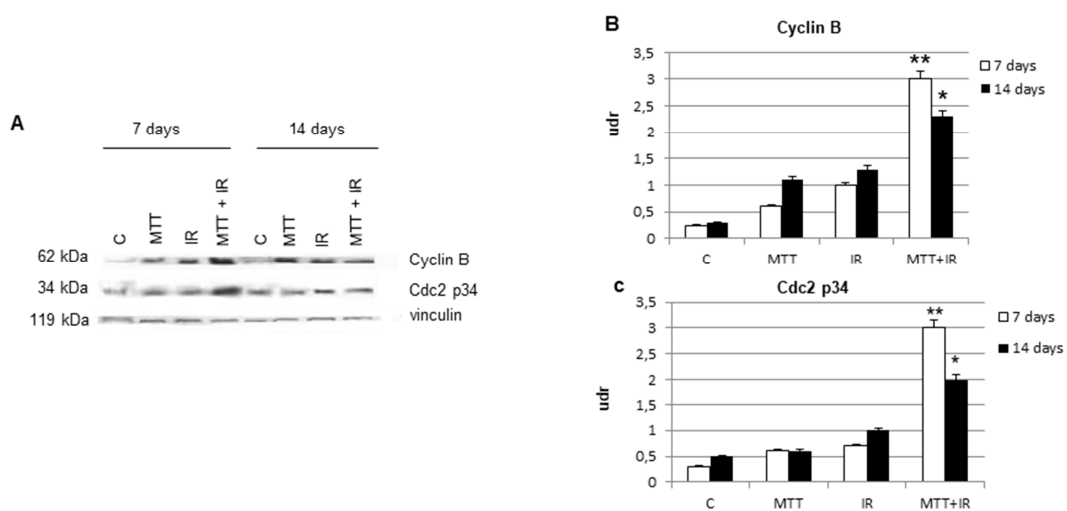 A
7 days 14 days
C MTT IR MTT + IR C MTT IR MTT + IR
62 kDa Cyclin B
34 kDa Cdc2 p34
119 kDa vinculin
B
Cyclin B
3,5
3
2,5
2
1,5
1
0,5
0
udr
** *
C MTT IR MTT+IR
7 days
14 days
c
Cdc2 p34
3,5
3
2,5
2
1,5
1
0,5
0
udr
** *
C MTT IR MTT+IR
7 days
14 days